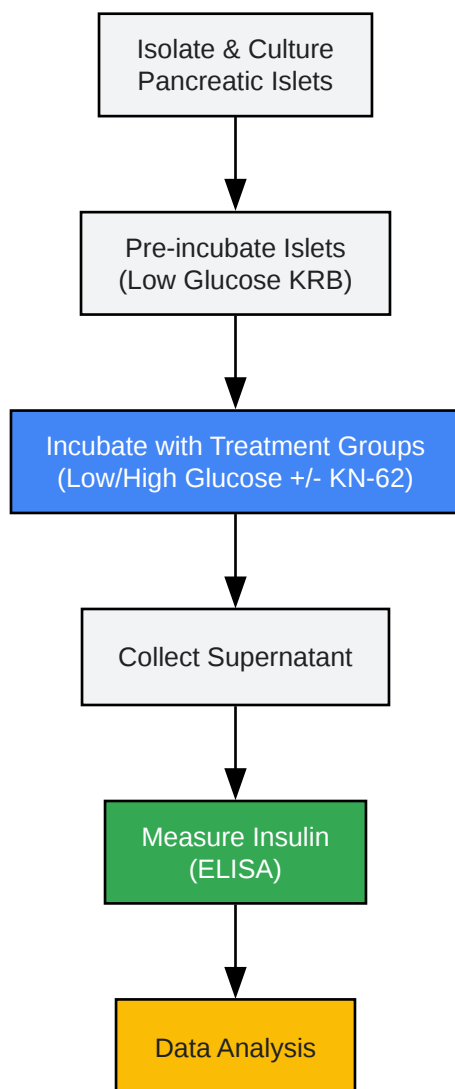 Isolate & Culture
Pancreatic Islets
Pre-incubate Islets
(Low Glucose KRB)
Incubate with Treatment Groups
(Low/High Glucose +/- KN-62)
Collect Supernatant
Measure Insulin
(ELISA)
Data Analysis